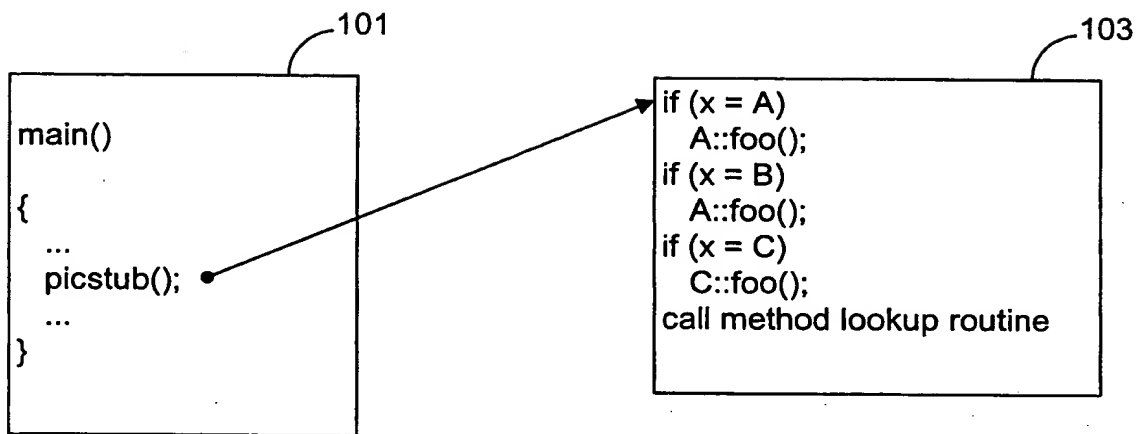 101
main()
{
...
picstub();
...
}
103
if (x = A)
A::foo();
if (x = B)
A::foo();
if (x = C)
C::foo();
call method lookup routine